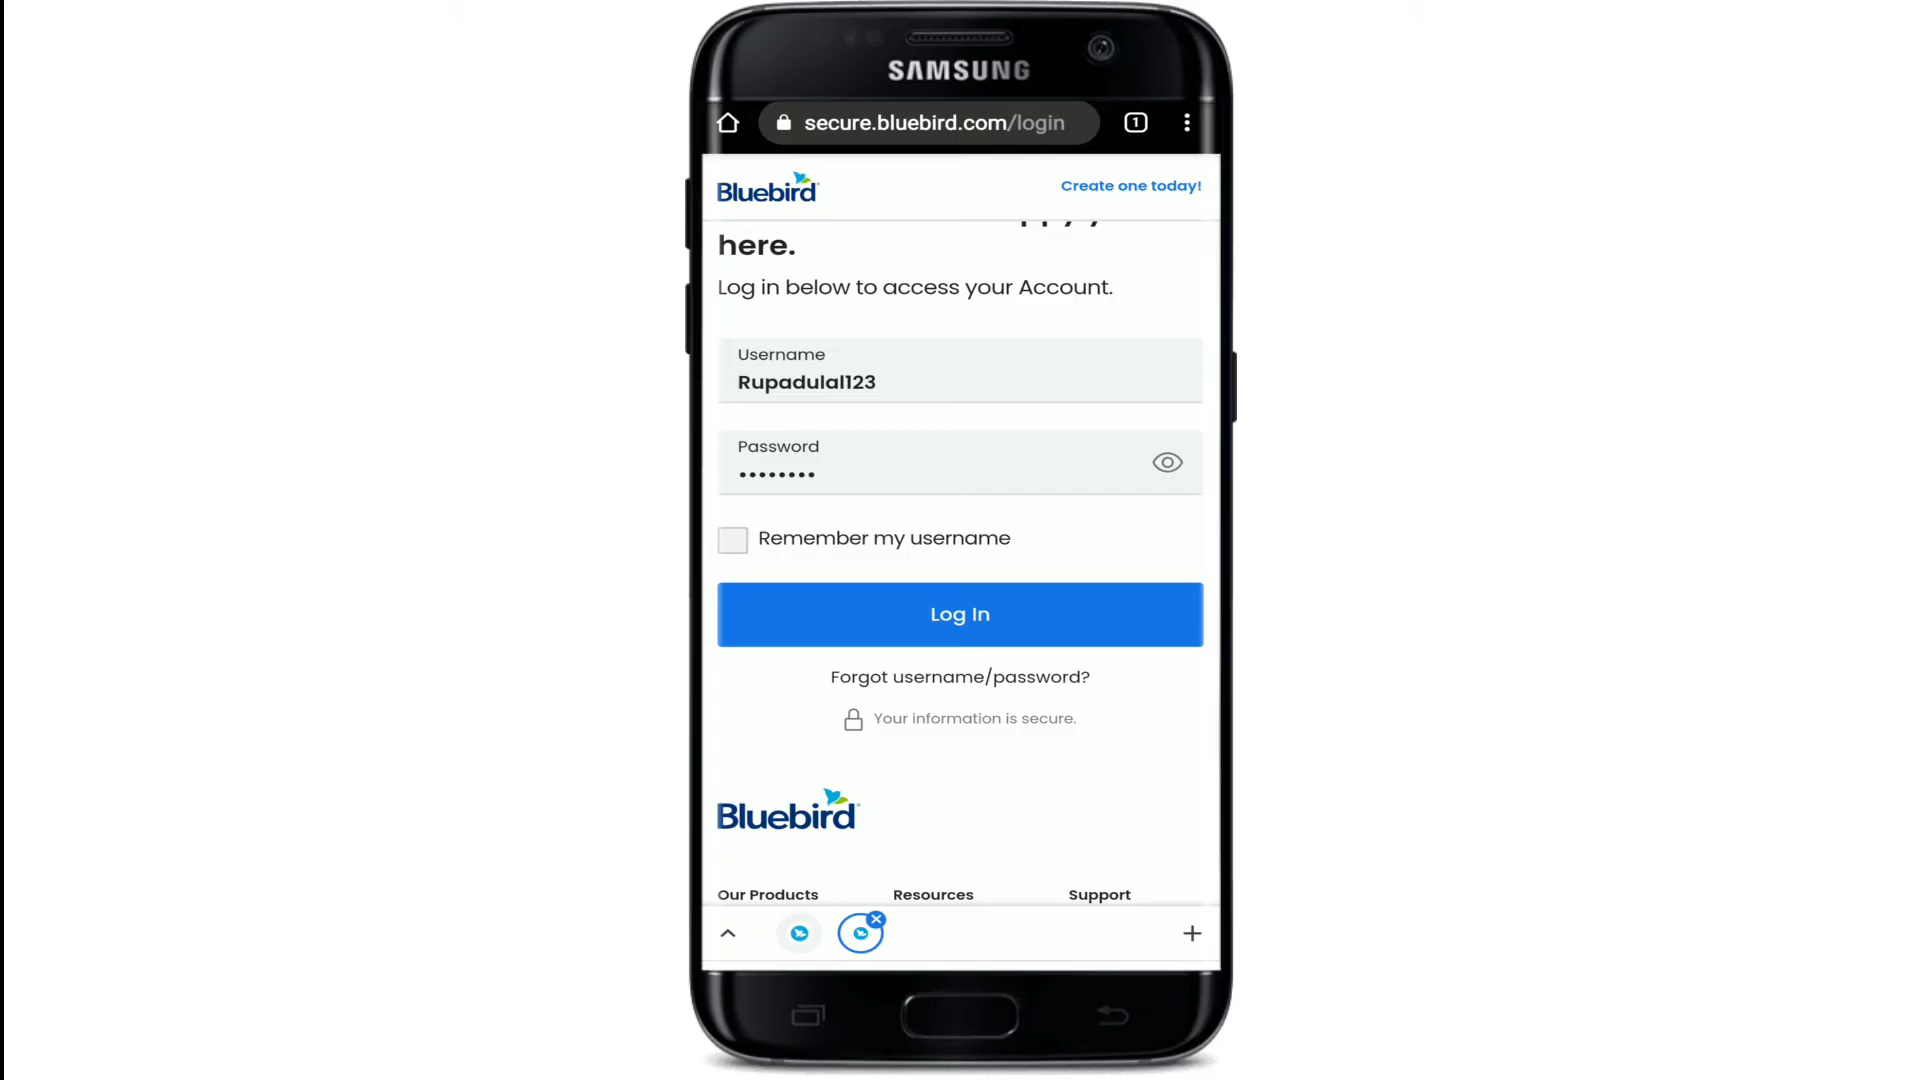 SAMSUNG
secure.bluebird.com/login
1
Bluebird
Create one today!
here.
Log in below to access your Account.
Username
Rupadulal123
Password
••••••••
Remember my username
Log In
Forgot username/password?
Your information is secure.
Bluebird
Our Products
Resources
Support